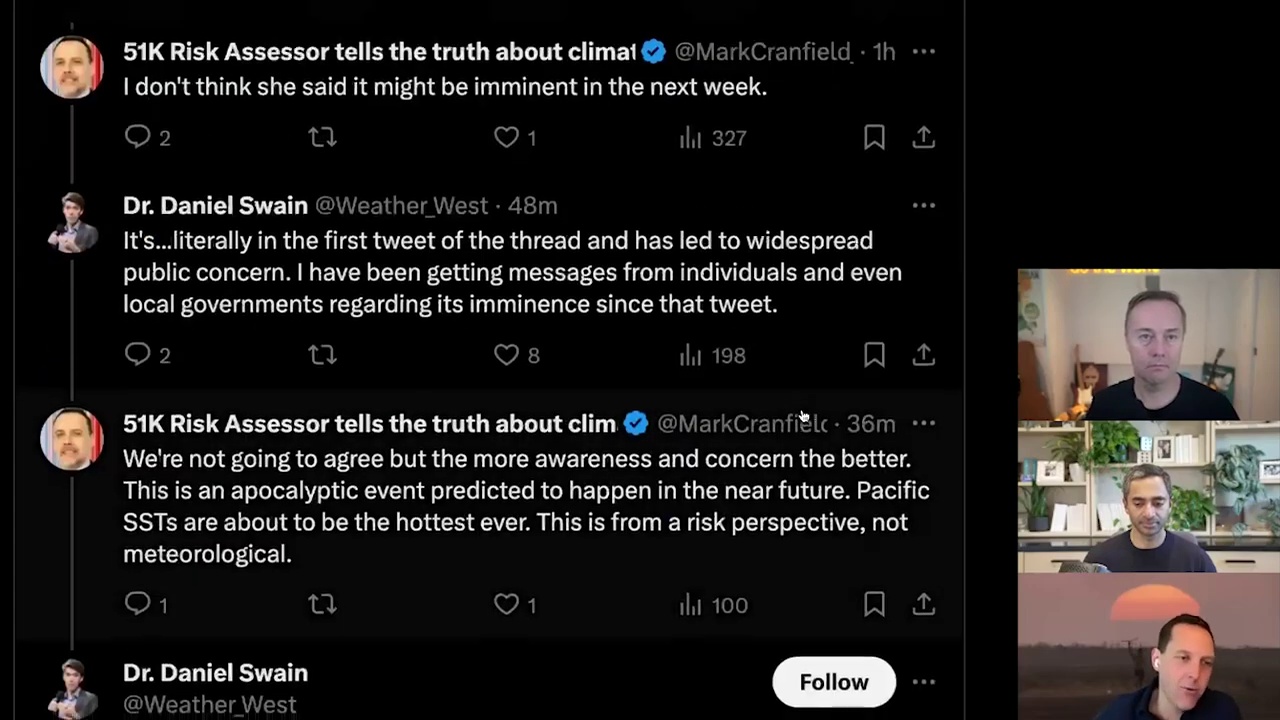 51K Risk Assessor tells the truth about climat @MarkCranfield_ · 1h
I don't think she said it might be imminent in the next week.
2 1 327
Dr. Daniel Swain @Weather_West · 48m
It's...literally in the first tweet of the thread and has led to widespread
public concern. I have been getting messages from individuals and even
local governments regarding its imminence since that tweet.
2 8 198
51K Risk Assessor tells the truth about clim @MarkCranfielc · 36m
We're not going to agree but the more awareness and concern the better.
This is an apocalyptic event predicted to happen in the near future. Pacific
SSTs are about to be the hottest ever. This is from a risk perspective, not
meteorological.
1 1 100
Dr. Daniel Swain
Follow
@Weather_West